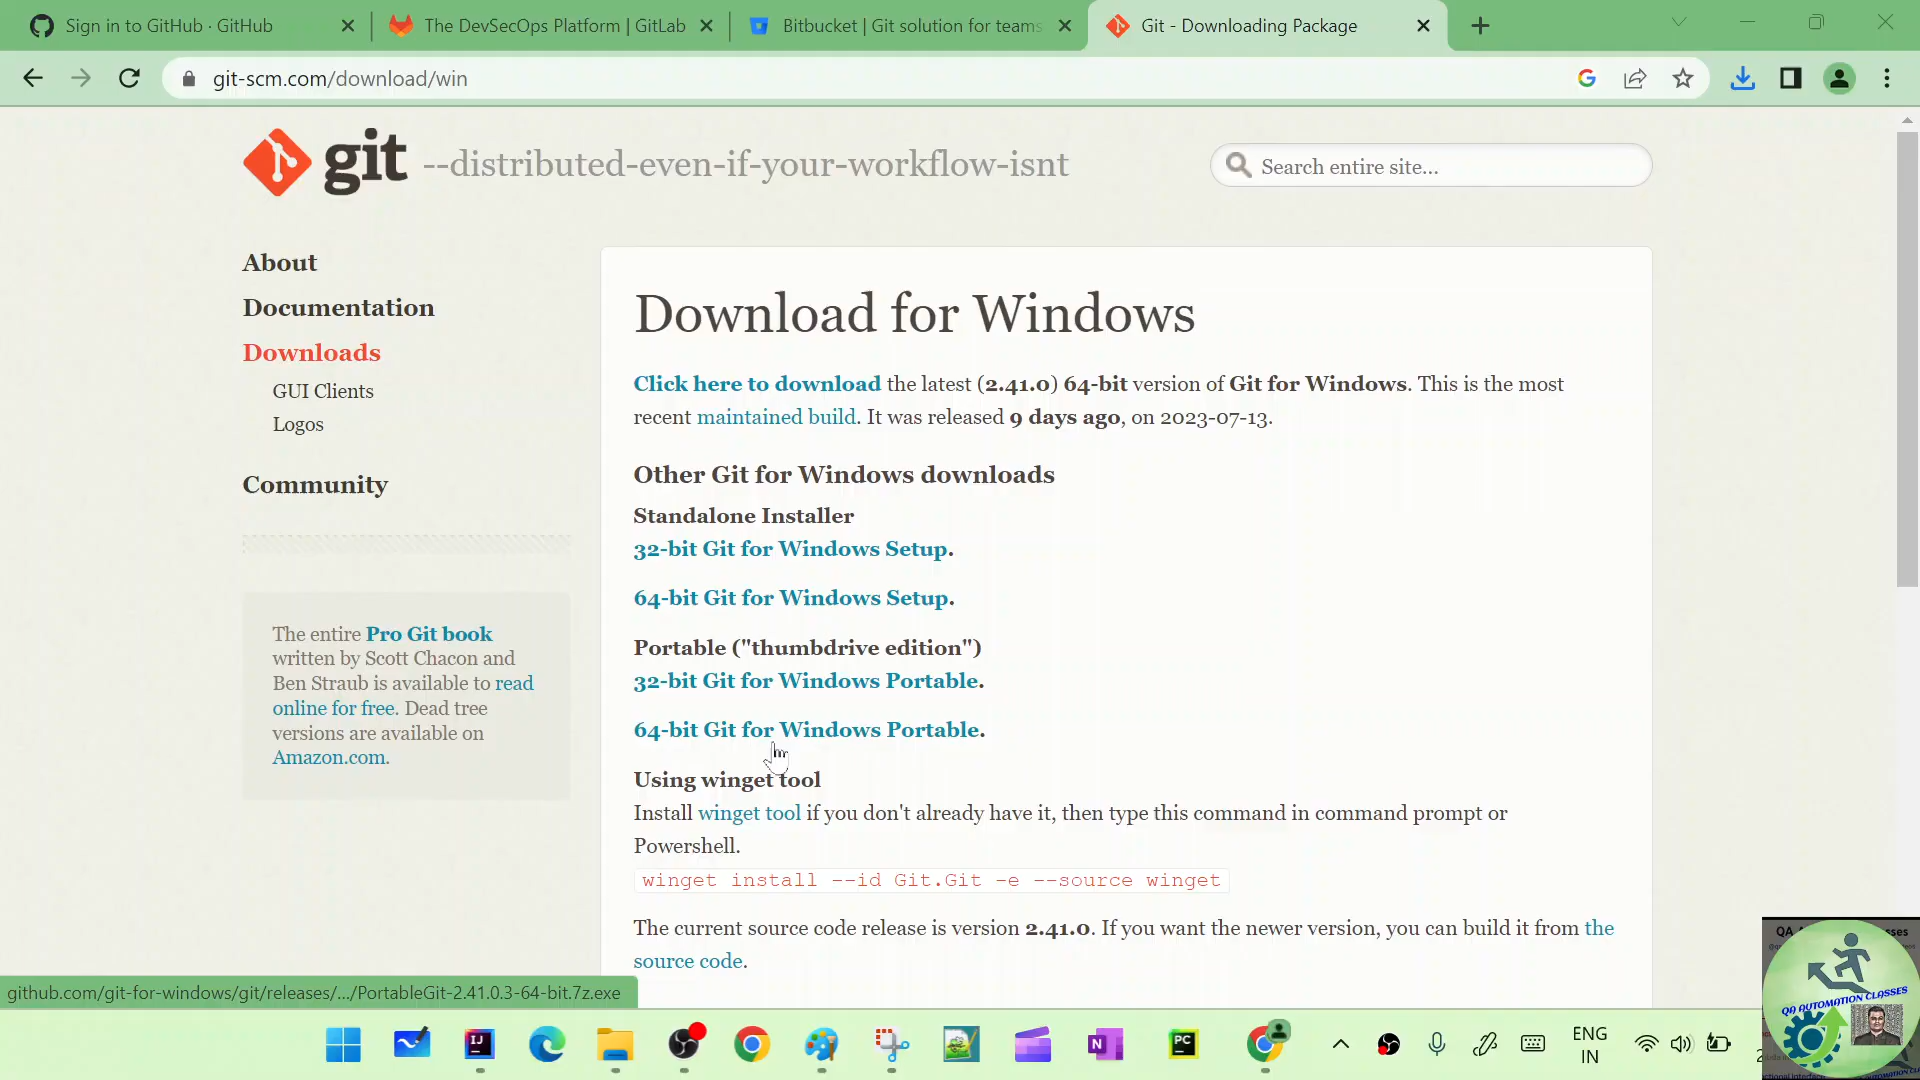 Sign in to GitHub · GitHub
The DevSecOps Platform | GitLab
Bitbucket | Git solution for teams
Git - Downloading Package
git-scm.com/download/win
git --distributed-even-if-your-workflow-isnt
Search entire site...
About
Documentation
Downloads
GUI Clients
Logos
Community
The entire Pro Git book
written by Scott Chacon and
Ben Straub is available to read
online for free. Dead tree
versions are available on
Amazon.com.
Download for Windows
Click here to download the latest (2.41.0) 64-bit version of Git for Windows. This is the most
recent maintained build. It was released 9 days ago, on 2023-07-13.
Other Git for Windows downloads
Standalone Installer
32-bit Git for Windows Setup.
64-bit Git for Windows Setup.
Portable ("thumbdrive edition")
32-bit Git for Windows Portable.
64-bit Git for Windows Portable.
Using winget tool
Install winget tool if you don't already have it, then type this command in command prompt or
Powershell.
winget install --id Git.Git -e --source winget
The current source code release is version 2.41.0. If you want the newer version, you can build it from the
source code.
github.com/git-for-windows/git/releases/.../PortableGit-2.41.0.3-64-bit.7z.exe
IJ
N
PC
ENG
IN
QA AUTOMATION CLASSES